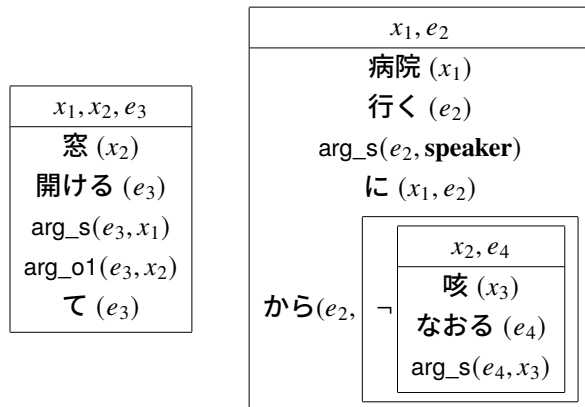 x₁, x₂, e₃
窓 (x₂)
開ける (e₃)
arg_s(e₃, x₁)
arg_o1(e₃, x₂)
て (e₃)
x₁, e₂
病院 (x₁)
行く (e₂)
arg_s(e₂, speaker)
に (x₁, e₂)
から(e₂, ¬
x₂, e₄
咳 (x₃)
なおる (e₄)
arg_s(e₄, x₃)